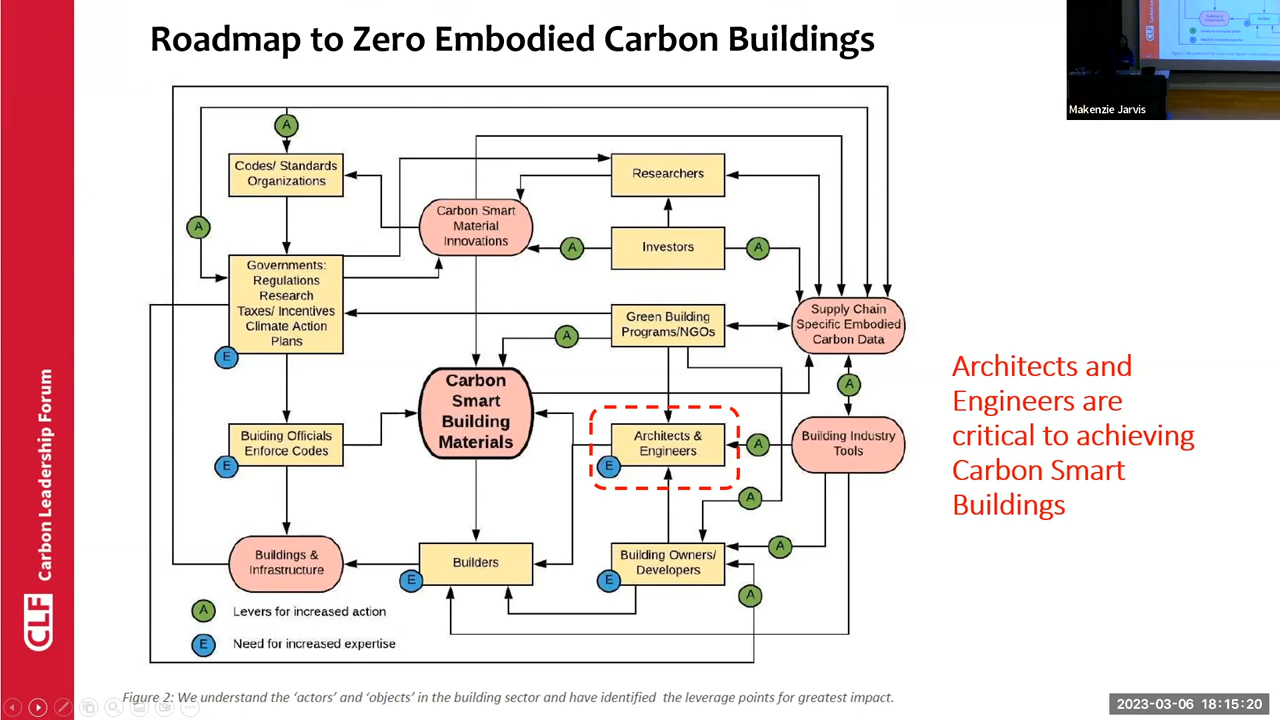 Roadmap to Zero Embodied Carbon Buildings
Makenzie Jarvis
A
Codes/ Standards
Organizations
Researchers
Carbon Smart
Material
Innovations
A
Investors
A
A
Governments:
Regulations
Research
Taxes/ Incentives
Climate Action
Plans
E
Green Building
Programs/NGOs
A
Supply Chain
Specific Embodied
Carbon Data
Architects and
Engineers are
critical to achieving
Carbon Smart
Buildings
A
Carbon
Smart
Building
Materials
Buiding Officials
Enforce Codes
E
Architects &
Engineers
E
A
Building Industry
Tools
A
A
Buildings &
Infrastructure
Builders
E
Building Owners/
Developers
E
A
A
Levers for increased action
E
Need for increased expertise
CLF Carbon Leadership Forum
Figure 2: We understand the 'actors' and 'objects' in the building sector and have identified the leverage points for greatest impact.
2023-03-06 18:15:20